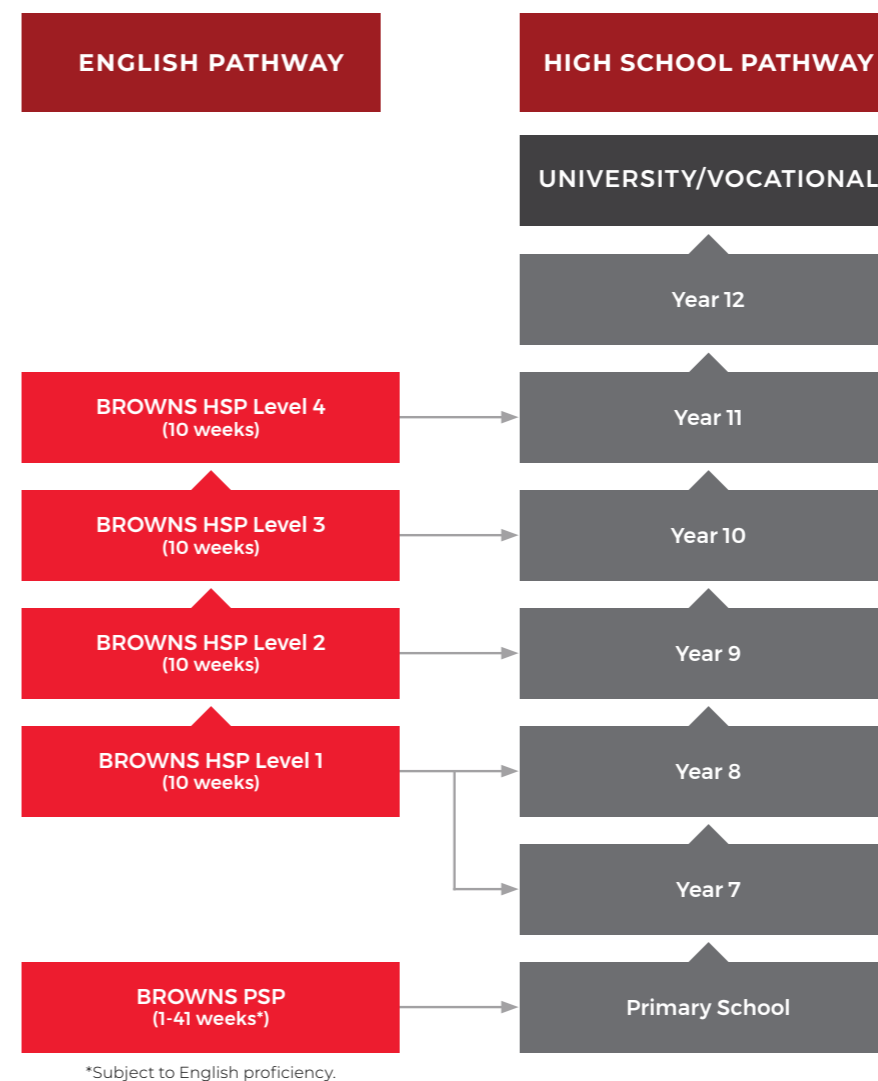 ENGLISH PATHWAY
HIGH SCHOOL PATHWAY
UNIVERSITY/VOCATIONAL
Year 12
BROWNS HSP Level 4
(10 weeks)
Year 11
BROWNS HSP Level 3
(10 weeks)
Year 10
BROWNS HSP Level 2
(10 weeks)
Year 9
BROWNS HSP Level 1
(10 weeks)
Year 8
Year 7
BROWNS PSP
(1-41 weeks*)
Primary School
*Subject to English proficiency.